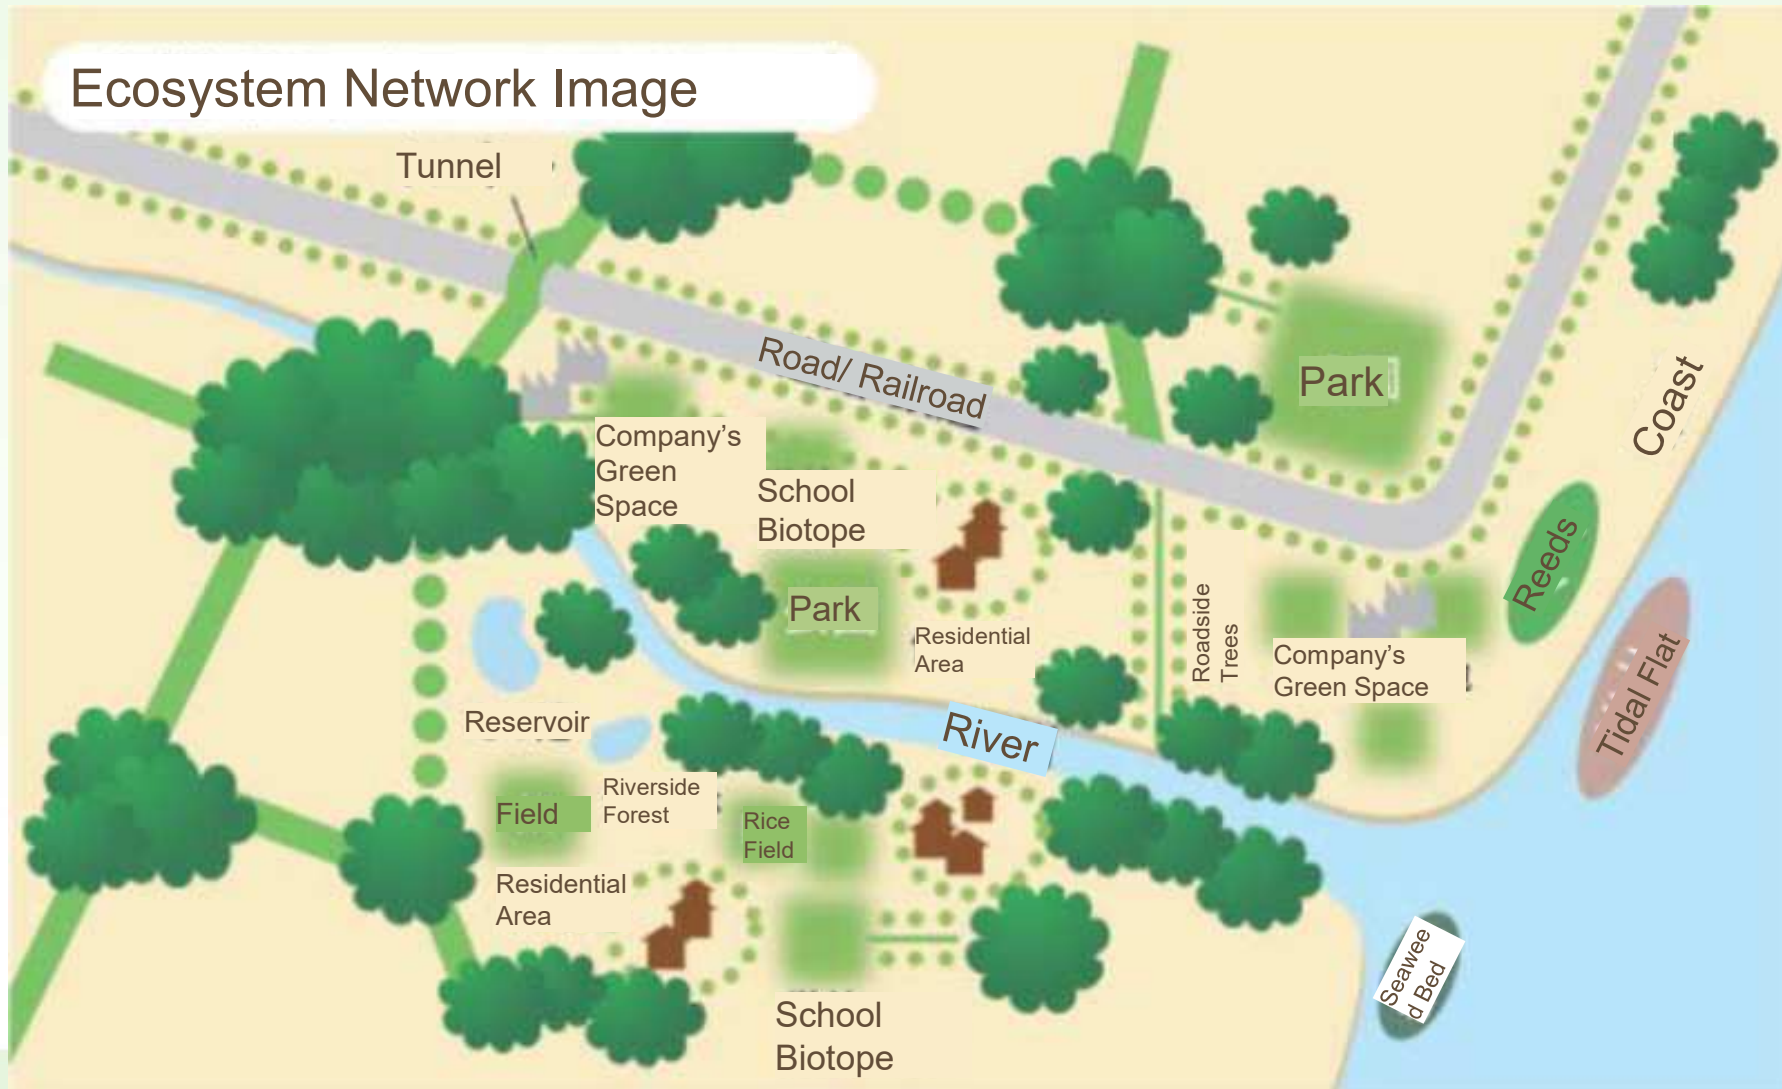 Ecosystem Network Image
Tunnel
Road/ Railroad
Park
Coast
Company’s
Green
Space
School
Biotope
Park
Residential
Area
Roadside
Trees
Company’s
Green Space
Reeds
Tidal Flat
River
Reservoir
Riverside
Forest
Field
Rice
Field
Residential
Area
School
Biotope
Seawee
d Bed